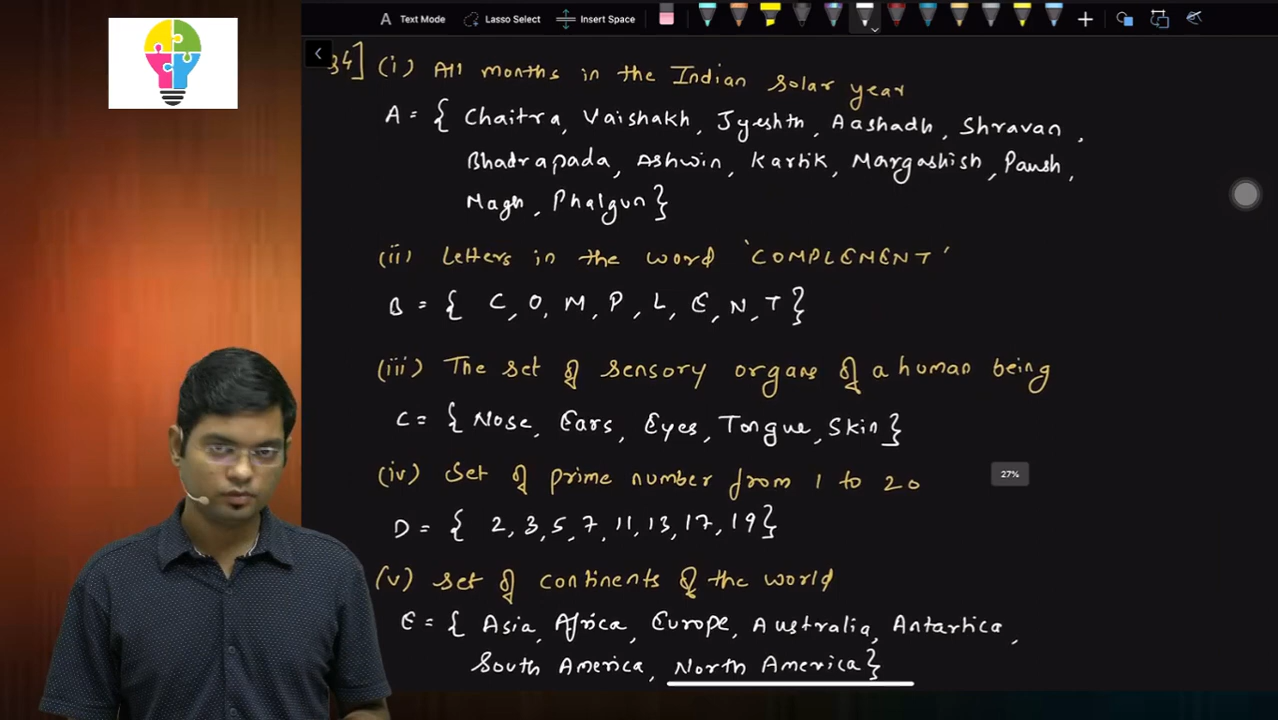 Text Mode Lasso Select Insert Space
34] (i) All months in the Indian solar year
A = { Chaitra, Vaishakh, Jyeshth, Aashadh, Shravan,
Bhadrapada, Ashwin, Kartik, Margashish, Paush,
Magh, Phalgun }
(ii) Letters in the word 'COMPLEMENT'
B = { C, O, M, P, L, E, N, T }
(iii) The set of sensory organs of a human being
C = { Nose, Ears, Eyes, Tongue, Skin }
(iv) Set of prime number from 1 to 20
27%
D = { 2, 3, 5, 7, 11, 13, 17, 19 }
(v) Set of continents of the world
E = { Asia, Africa, Europe, Australia, Antartica,
South America, North America }